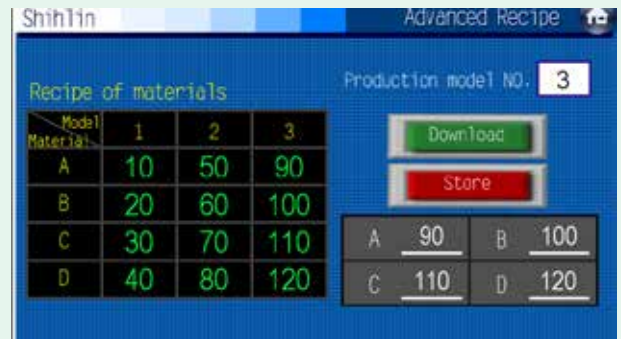 Shihlin
Advanced Recipe
Production model NO. 3
Recipe of materials
Model
Material
1 2 3
A 10 50 90
B 20 60 100
C 30 70 110
D 40 80 120
Download
Store
A 90 B 100
C 110 D 120